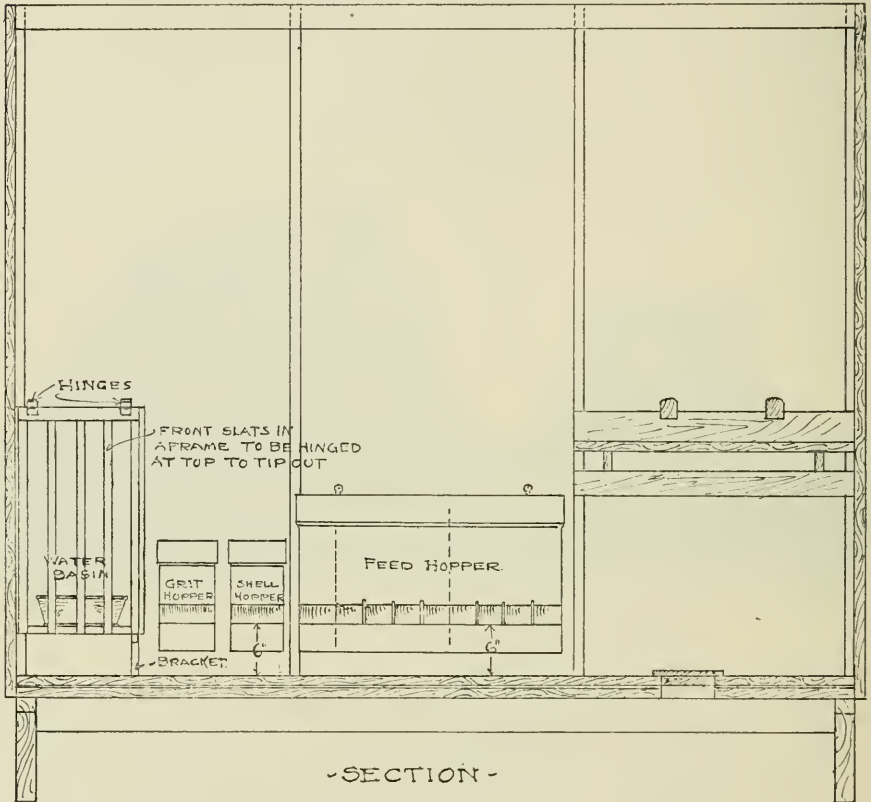 HINGES
FRONT SLATS IN
A FRAME TO BE HINGED
AT TOP TO TIP OUT
WATER
BASIN
GRIT
HOPPER
SHELL
HOPPER
FEED HOPPER
6"
6"
BRACKET
-SECTION-